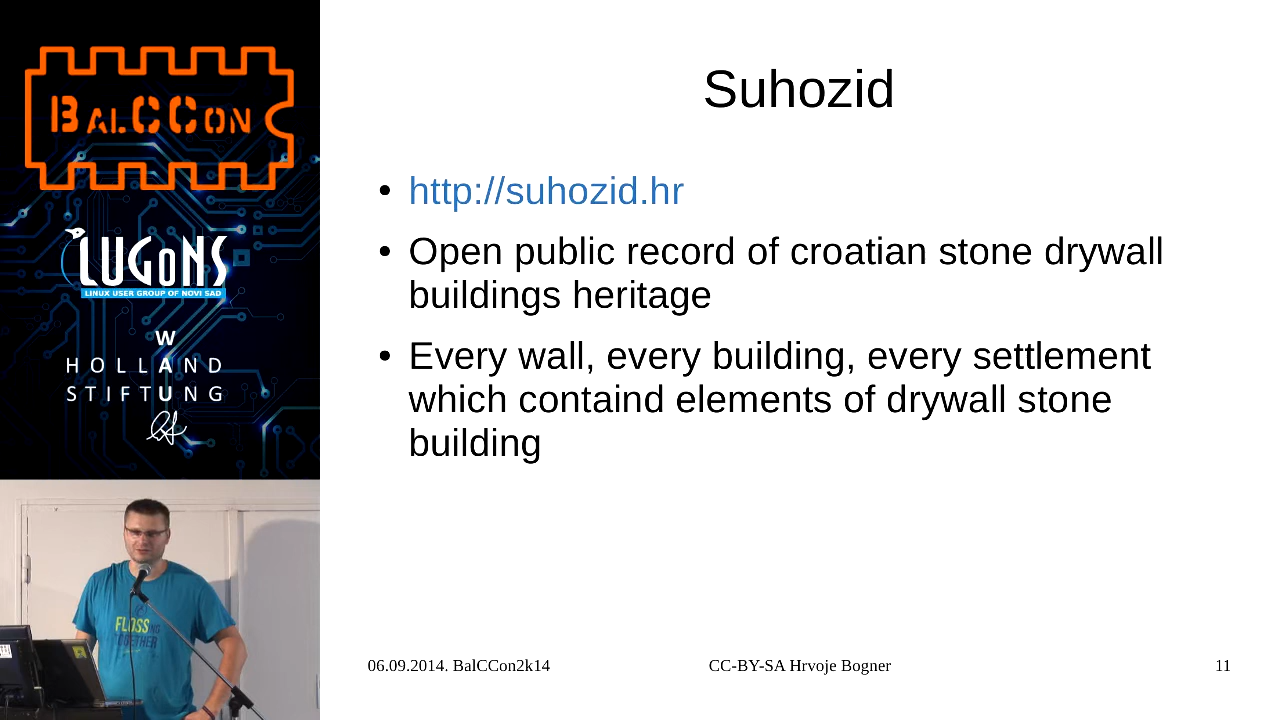 BALCCON
LUGoNS
LINUX USER GROUP OF NOVI SAD
W
HOLLAND
STIFTUNG
FLOSSING
TOGETHER
Suhozid
• http://suhozid.hr
• Open public record of croatian stone drywall
buildings heritage
• Every wall, every building, every settlement
which containd elements of drywall stone
building
06.09.2014. BalCCon2k14
CC-BY-SA Hrvoje Bogner
11